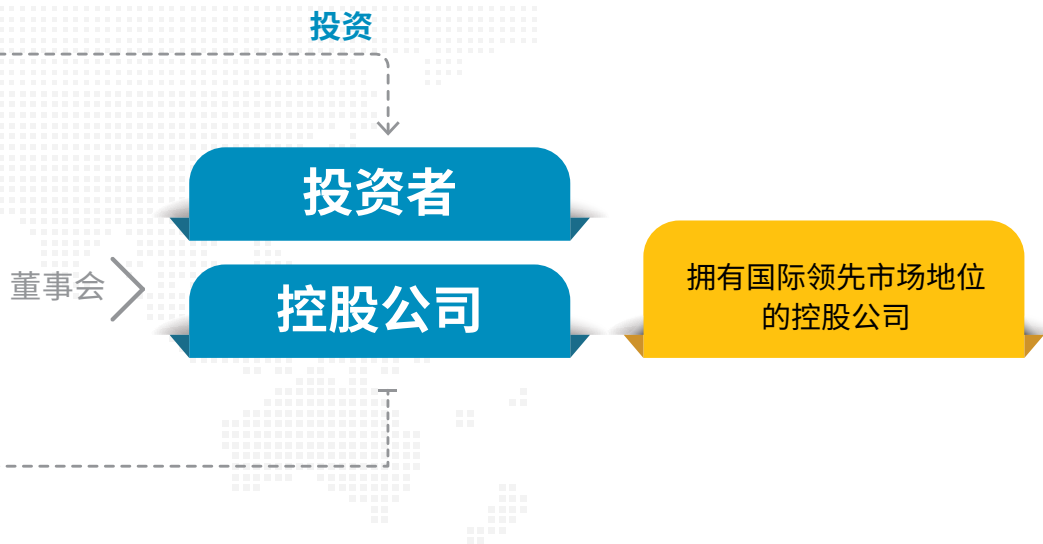 投资
投资者
董事会
控股公司
拥有国际领先市场地位
的控股公司